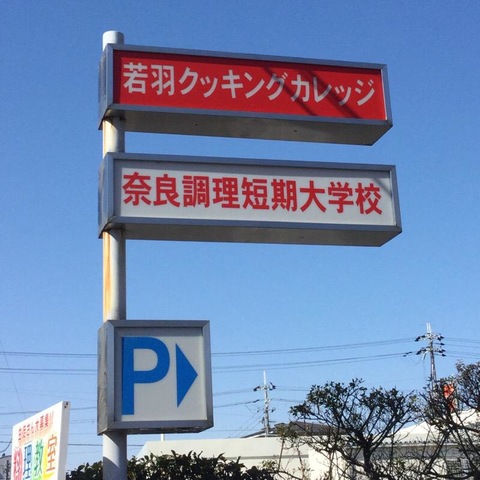 若羽クッキングカレッジ
奈良調理短期大学校
P
料理教室